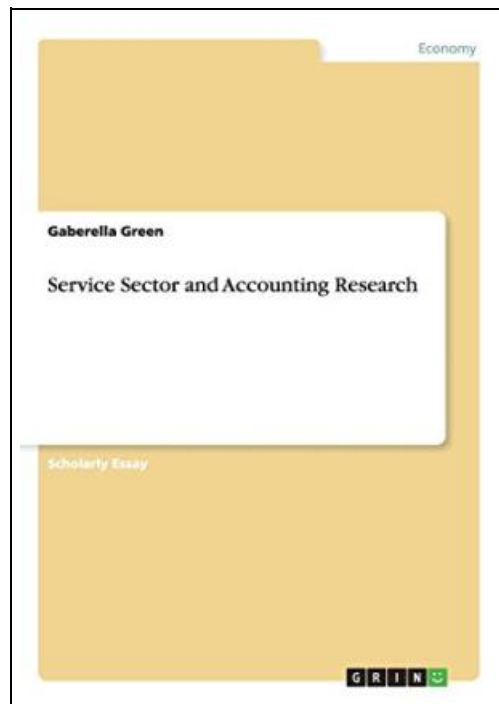 Economy
Gaberella Green
Service Sector and Accounting Research
Scholarly Essay
GRIN